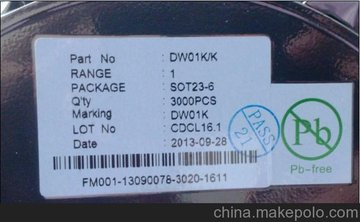 Part No : DW01K/K
RANGE : 1
PACKAGE : SOT23-6
Q'ty : 3000PCS
Marking : DW01K
LOT No : CDCL16.1
Date : 2013-09-28
PASS
21
Pb
Pb-free
FM001-13090078-3020-1611
china.makepolo.com